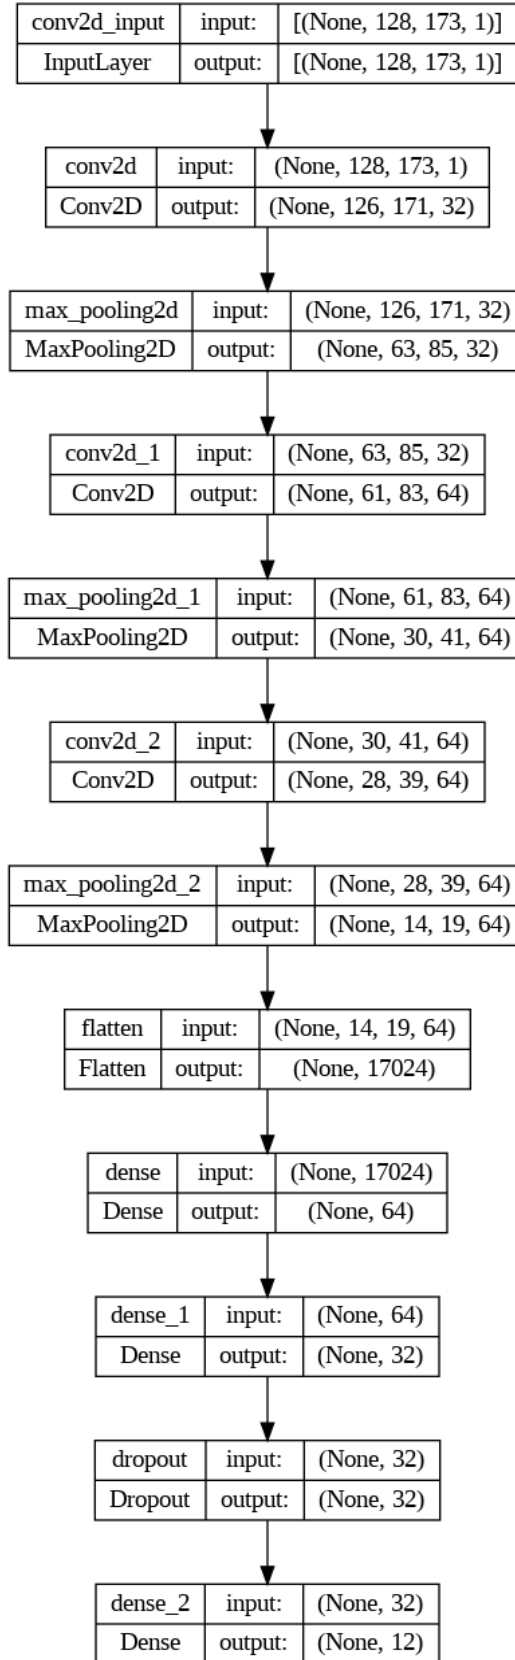 conv2d_input input: [(None, 128, 173, 1)]
InputLayer output: [(None, 128, 173, 1)]
conv2d input: (None, 128, 173, 1)
Conv2D output: (None, 126, 171, 32)
max_pooling2d input: (None, 126, 171, 32)
MaxPooling2D output: (None, 63, 85, 32)
conv2d_1 input: (None, 63, 85, 32)
Conv2D output: (None, 61, 83, 64)
max_pooling2d_1 input: (None, 61, 83, 64)
MaxPooling2D output: (None, 30, 41, 64)
conv2d_2 input: (None, 30, 41, 64)
Conv2D output: (None, 28, 39, 64)
max_pooling2d_2 input: (None, 28, 39, 64)
MaxPooling2D output: (None, 14, 19, 64)
flatten input: (None, 14, 19, 64)
Flatten output: (None, 17024)
dense input: (None, 17024)
Dense output: (None, 64)
dense_1 input: (None, 64)
Dense output: (None, 32)
dropout input: (None, 32)
Dropout output: (None, 32)
dense_2 input: (None, 32)
Dense output: (None, 12)